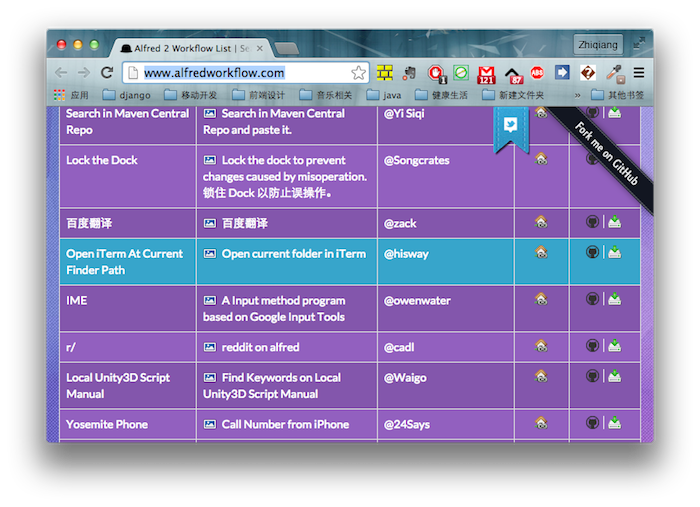 Alfred 2 Workflow List | Se
Zhiqiang
www.alfredworkflow.com
1
121
87
ABS
应用 django 移动开发 前端设计 音乐相关 java 健康生活 新建文件夹 » 其他书签
Search in Maven Central Search in Maven Central @Yi Siqi
Repo Repo and paste it.
Fork me on GitHub
Lock the Dock Lock the dock to prevent @Songcrates
changes caused by misoperation.
锁住 Dock 以防止误操作。
百度翻译 百度翻译 @zack
Open iTerm At Current Open current folder in iTerm @hisway
Finder Path
IME A Input method program @owenwater
based on Google Input Tools
r/ reddit on alfred @cadl
Local Unity3D Script Find Keywords on Local @Waigo
Manual Unity3D Script Manual
Yosemite Phone Call Number from iPhone @24Says